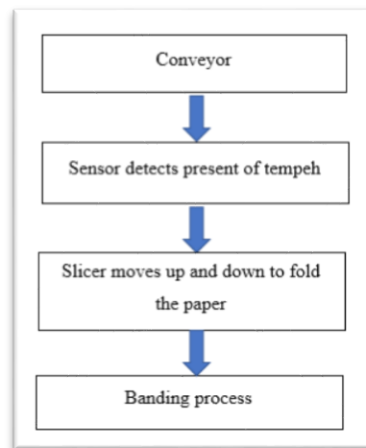 Conveyor
Sensor detects present of tempeh
Slicer moves up and down to fold
the paper
Banding process